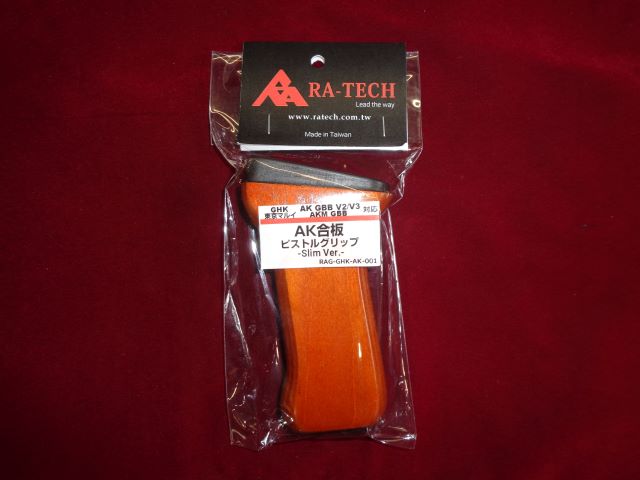 RA-TECH
Lead the way
www.ratech.com.tw
Made in Taiwan
GHK AK GBB V2/V3 対応
東京マルイ AKM GBB
AK合板
ピストルグリップ
-Slim Ver.-
RAG-GHK-AK-001